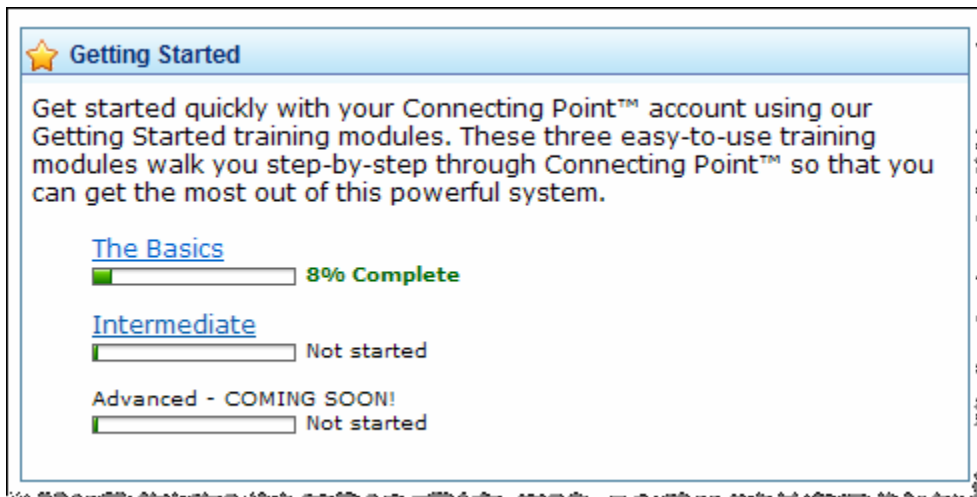 Getting Started
Get started quickly with your Connecting Point™ account using our
Getting Started training modules. These three easy-to-use training
modules walk you step-by-step through Connecting Point™ so that you
can get the most out of this powerful system.
The Basics
8% Complete
Intermediate
Not started
Advanced - COMING SOON!
Not started